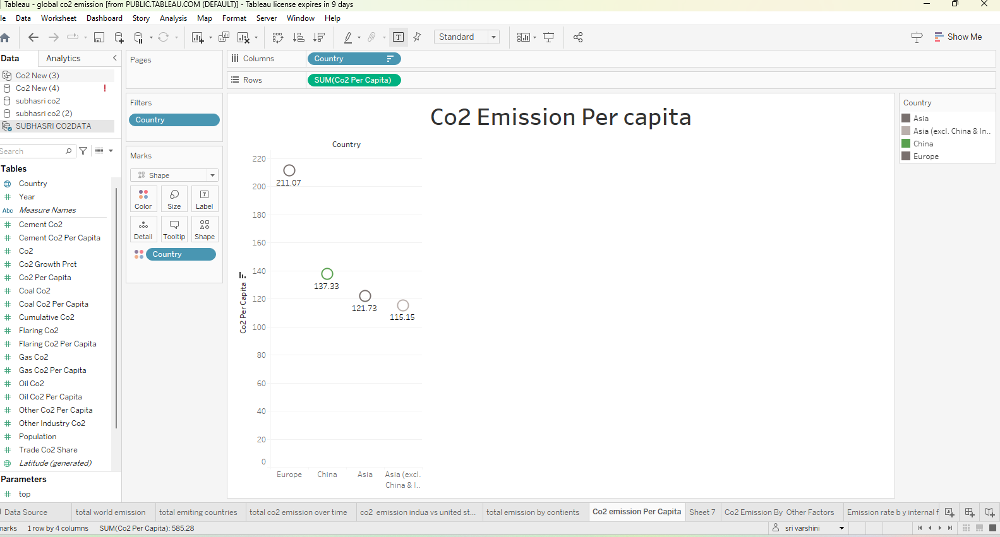 Tableau - global co2 emission [from PUBLIC.TABLEAU.COM (DEFAULT)] - Tableau license expires in 9 days
le Data Worksheet Dashboard Story Analysis Map Format Server Window Help
T Standard Show Me
Data Analytics
Co2 New (3)
Co2 New (4) !
subhasri co2
subhasri co2 (2)
SUBHASRI CO2DATA
Search
Tables
Country
Year
Abc Measure Names
Cement Co2
Cement Co2 Per Capita
Co2
Co2 Growth Prct
Co2 Per Capita
Coal Co2
Coal Co2 Per Capita
Cumulative Co2
Flaring Co2
Flaring Co2 Per Capita
Gas Co2
Gas Co2 Per Capita
Oil Co2
Oil Co2 Per Capita
Other Co2 Per Capita
Other Industry Co2
Population
Trade Co2 Share
Latitude (generated)
Parameters
top
Pages
Filters
Country
Marks
Shape
Color Size Label
Detail Tooltip Shape
Country
Columns Country
Rows SUM(Co2 Per Capita)
Co2 Emission Per capita
Country
Co2 Per Capita
220
200
180
160
140
120
100
80
60
40
20
0
211.07
137.33
121.73
115.15
Europe China Asia Asia (excl.
China & I..
Country
Asia
Asia (excl. China & In..
China
Europe
Data Source total world emission total emiting countries total co2 emission over time co2 emission indua vs united st... total emission by contients Co2 emission Per Capita Sheet 7 Co2 Emission By Other Factors Emission rate b y internal f
marks 1 row by 4 columns SUM(Co2 Per Capita): 585.28 sri varshini